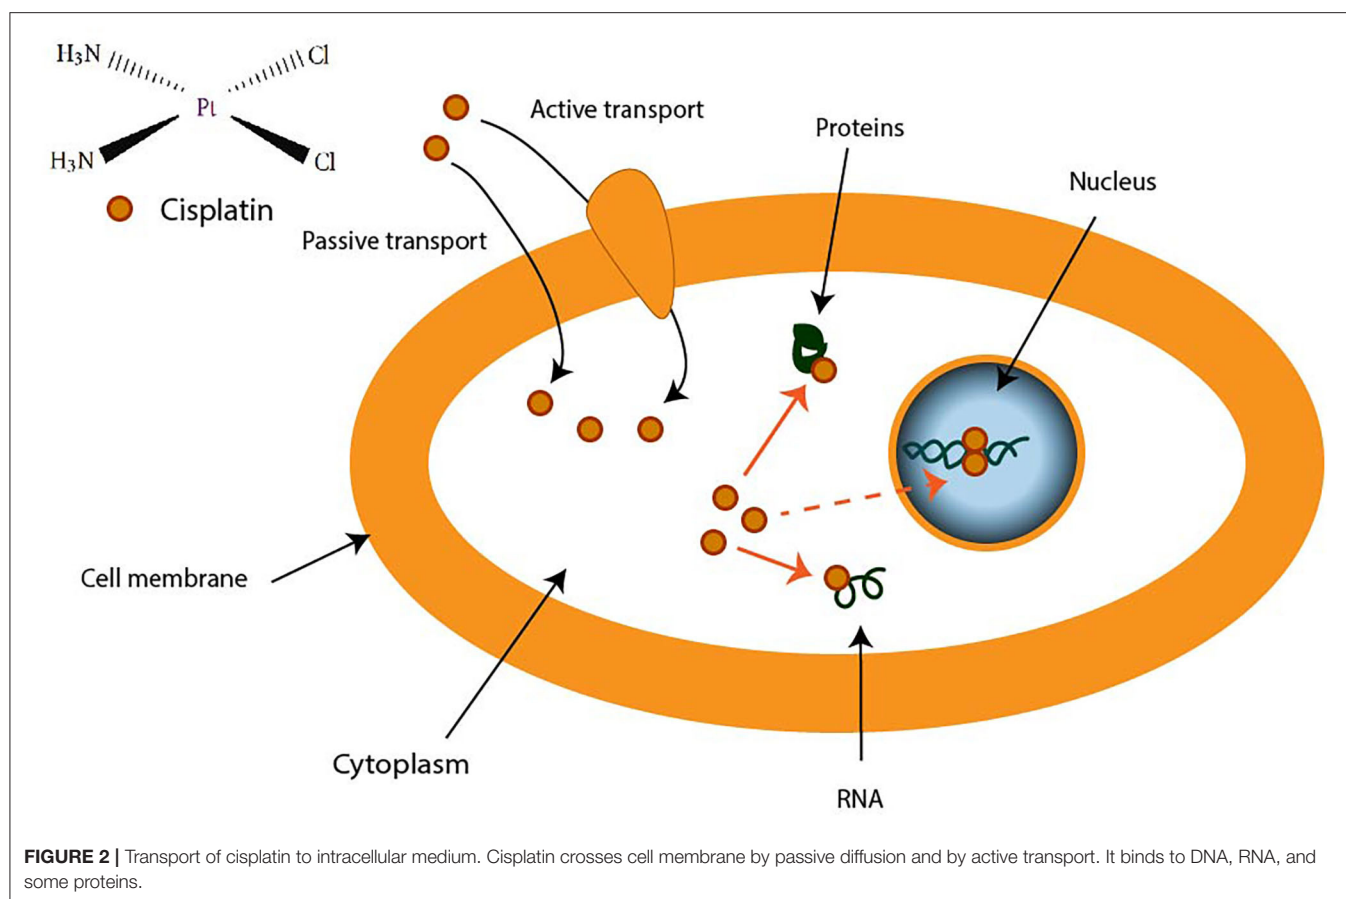 H₃N
Cl
Pt
H₃N
Cl
Cisplatin
Active transport
Passive transport
Proteins
Nucleus
Cell membrane
Cytoplasm
RNA
FIGURE 2 | Transport of cisplatin to intracellular medium. Cisplatin crosses cell membrane by passive diffusion and by active transport. It binds to DNA, RNA, and
some proteins.